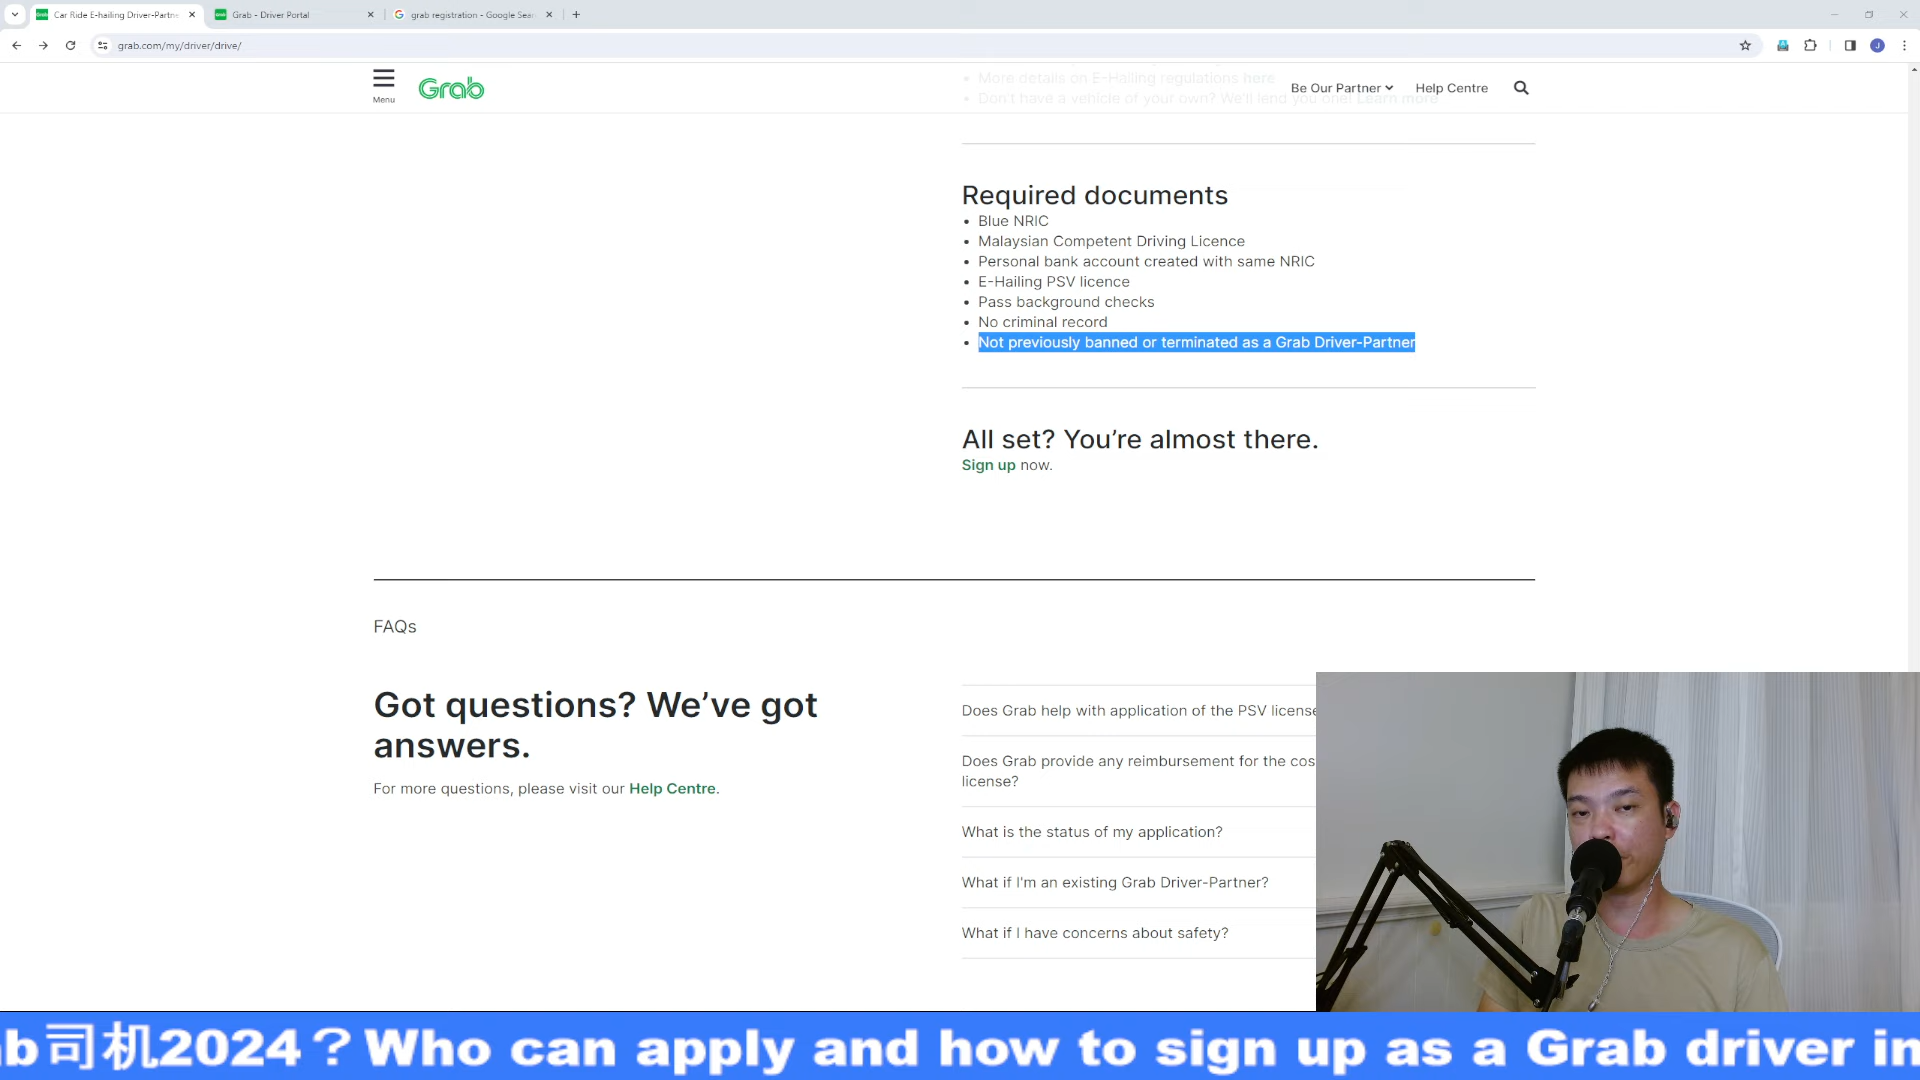 Car Ride E-hailing Driver-Partne
Grab - Driver Portal
grab registration - Google Sea
grab.com/my/driver/drive/
J
Menu
Grab
Be Our Partner
Help Centre
More details on E-Hailing regulations here
Don't have a vehicle of your own? We'll lend you one! Learn more
Required documents
Blue NRIC
Malaysian Competent Driving Licence
Personal bank account created with same NRIC
E-Hailing PSV licence
Pass background checks
No criminal record
Not previously banned or terminated as a Grab Driver-Partner
All set? You’re almost there.
Sign up now.
FAQs
Got questions? We’ve got
answers.
For more questions, please visit our Help Centre.
Does Grab help with application of the PSV license
Does Grab provide any reimbursement for the cos
license?
What is the status of my application?
What if I'm an existing Grab Driver-Partner?
What if I have concerns about safety?
b司机2024？Who can apply and how to sign up as a Grab driver in